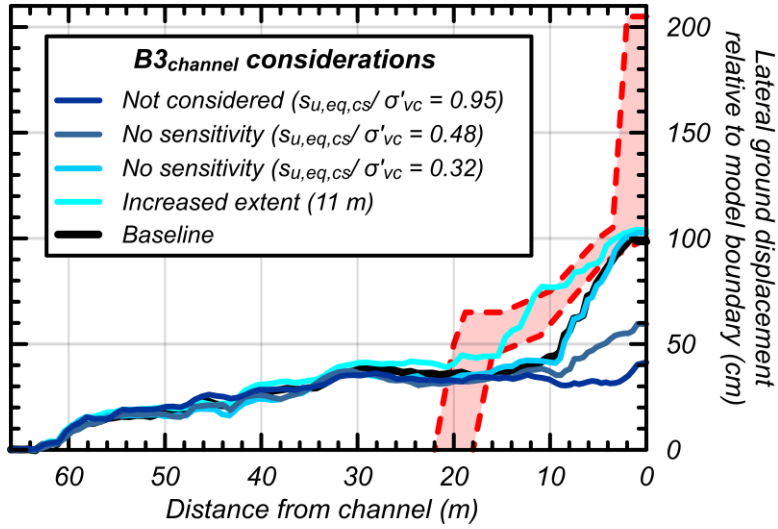 B3channel considerations
Not considered (su,eq,cs/ σ'vc = 0.95)
No sensitivity (su,eq,cs/ σ'vc = 0.48)
No sensitivity (su,eq,cs/ σ'vc = 0.32)
Increased extent (11 m)
Baseline
200
150
100
50
0
Lateral ground displacement
relative to model boundary (cm)
60 50 40 30 20 10 0
Distance from channel (m)